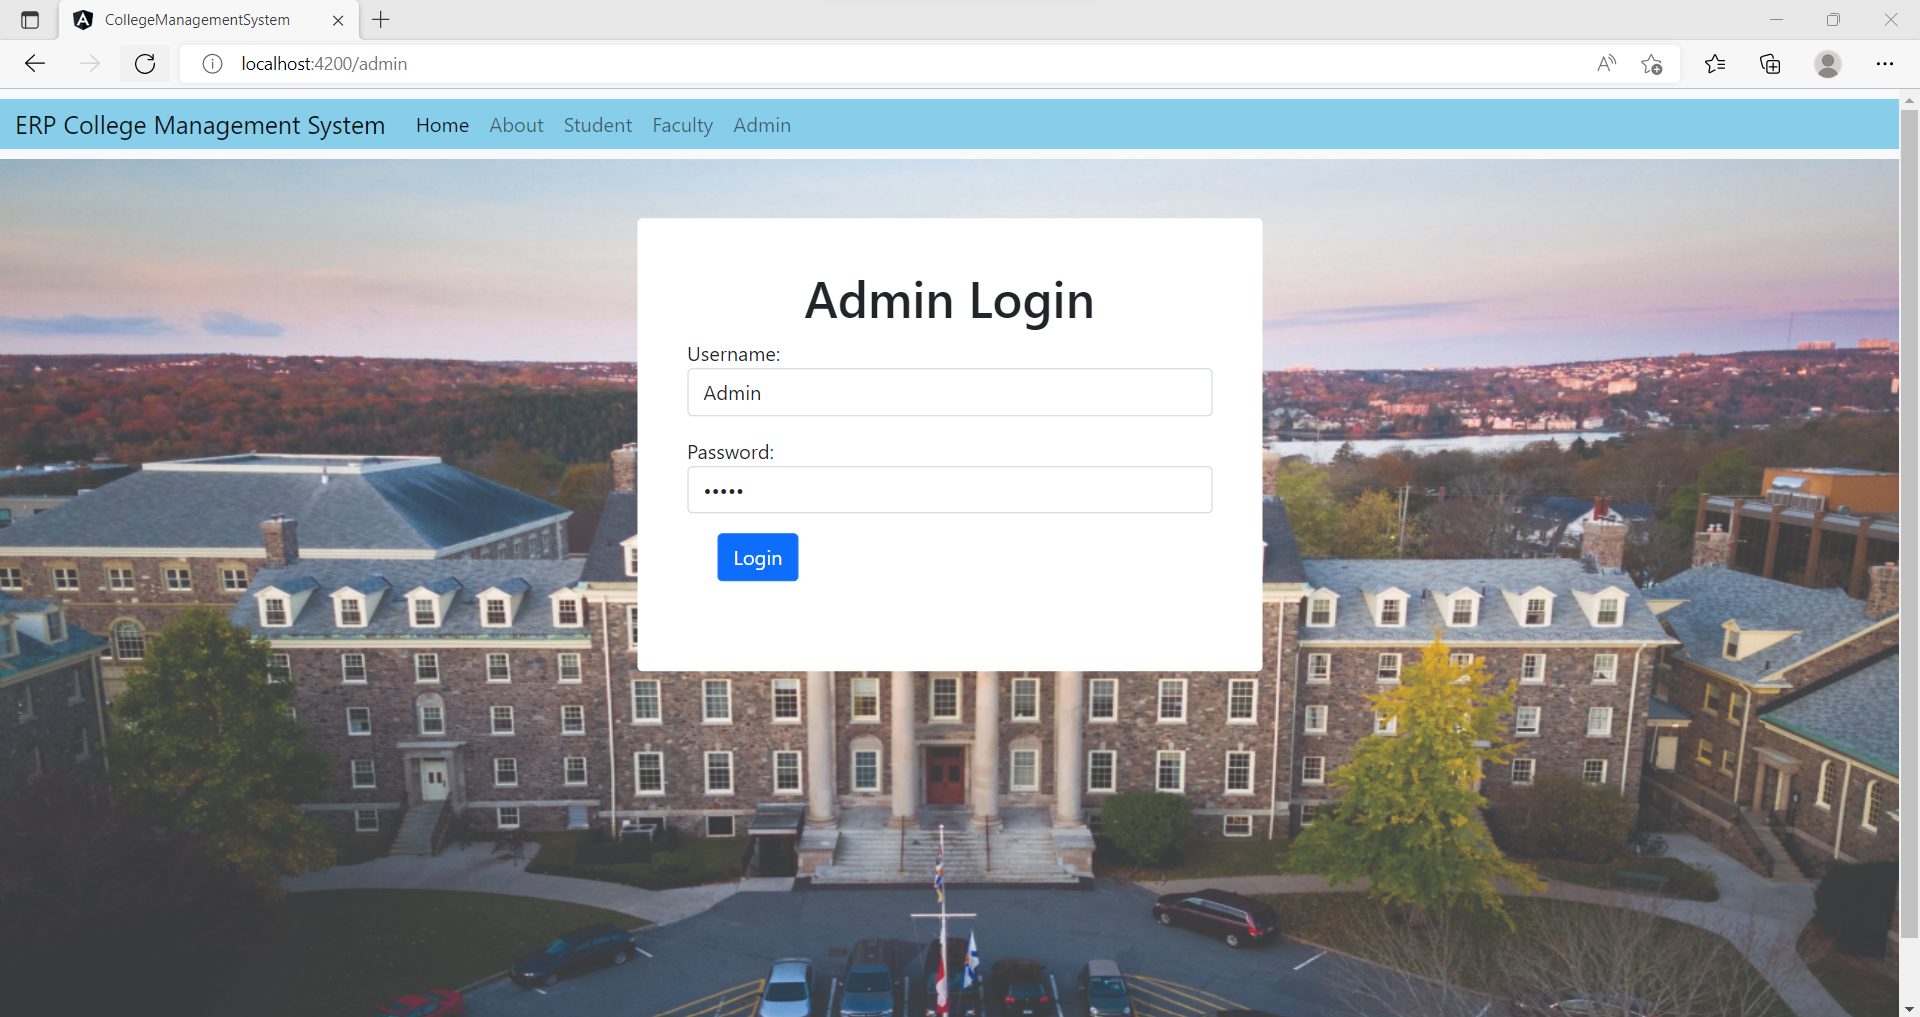 CollegeManagementSystem
localhost:4200/admin
ERP College Management System Home About Student Faculty Admin
Admin Login
Username:
Admin
Password:
•••••
Login